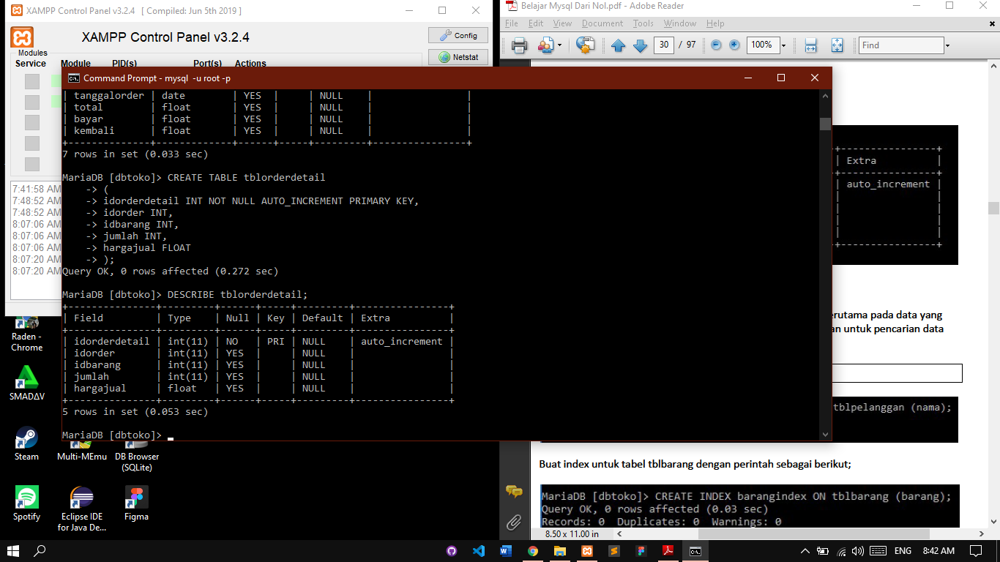 XAMPP Control Panel v3.2.4 [ Compiled: Jun 5th 2019 ]
XAMPP Control Panel v3.2.4
Config
Netstat
Modules
Service Module PID(s) Port(s) Actions
7:41:58 AM
7:48:52 AM
7:48:52 AM
8:07:06 AM
8:07:06 AM
8:07:06 AM
8:07:20 AM
8:07:20 AM
Belajar Mysql Dari Nol.pdf - Adobe Reader
File Edit View Document Tools Window Help
30 / 97 100% Find
Command Prompt - mysql -u root -p
| tanggalorder | date | YES | | NULL | |
| total | float | YES | | NULL | |
| bayar | float | YES | | NULL | |
| kembali | float | YES | | NULL | |
+--------------+-------------+------+-----+---------+----------------+
7 rows in set (0.033 sec)
MariaDB [dbtoko]> CREATE TABLE tblorderdetail
-> (
-> idorderdetail INT NOT NULL AUTO_INCREMENT PRIMARY KEY,
-> idorder INT,
-> idbarang INT,
-> jumlah INT,
-> hargajual FLOAT
-> );
Query OK, 0 rows affected (0.272 sec)
MariaDB [dbtoko]> DESCRIBE tblorderdetail;
+---------------+---------+------+-----+---------+----------------+
| Field | Type | Null | Key | Default | Extra |
+---------------+---------+------+-----+---------+----------------+
| idorderdetail | int(11) | NO | PRI | NULL | auto_increment |
| idorder | int(11) | YES | | NULL | |
| idbarang | int(11) | YES | | NULL | |
| jumlah | int(11) | YES | | NULL | |
| hargajual | float | YES | | NULL | |
+---------------+---------+------+-----+---------+----------------+
5 rows in set (0.053 sec)
MariaDB [dbtoko]>
+----------------+
| Extra |
+----------------+
| auto_increment |
| |
| |
| |
| |
+----------------+
pada data yang
untuk pencarian data
tblpelanggan (nama);
Buat index untuk tabel tblbarang dengan perintah sebagai berikut;
MariaDB [dbtoko]> CREATE INDEX barangindex ON tblbarang (barang);
Query OK, 0 rows affected (0.03 sec)
Records: 0 Duplicates: 0 Warnings: 0
8.50 x 11.00 in
Raden -
Chrome
SMADΔV
Steam
Multi-MEmu
DB Browser
(SQLite)
Spotify
Eclipse IDE
for Java De...
Figma
ENG 8:42 AM